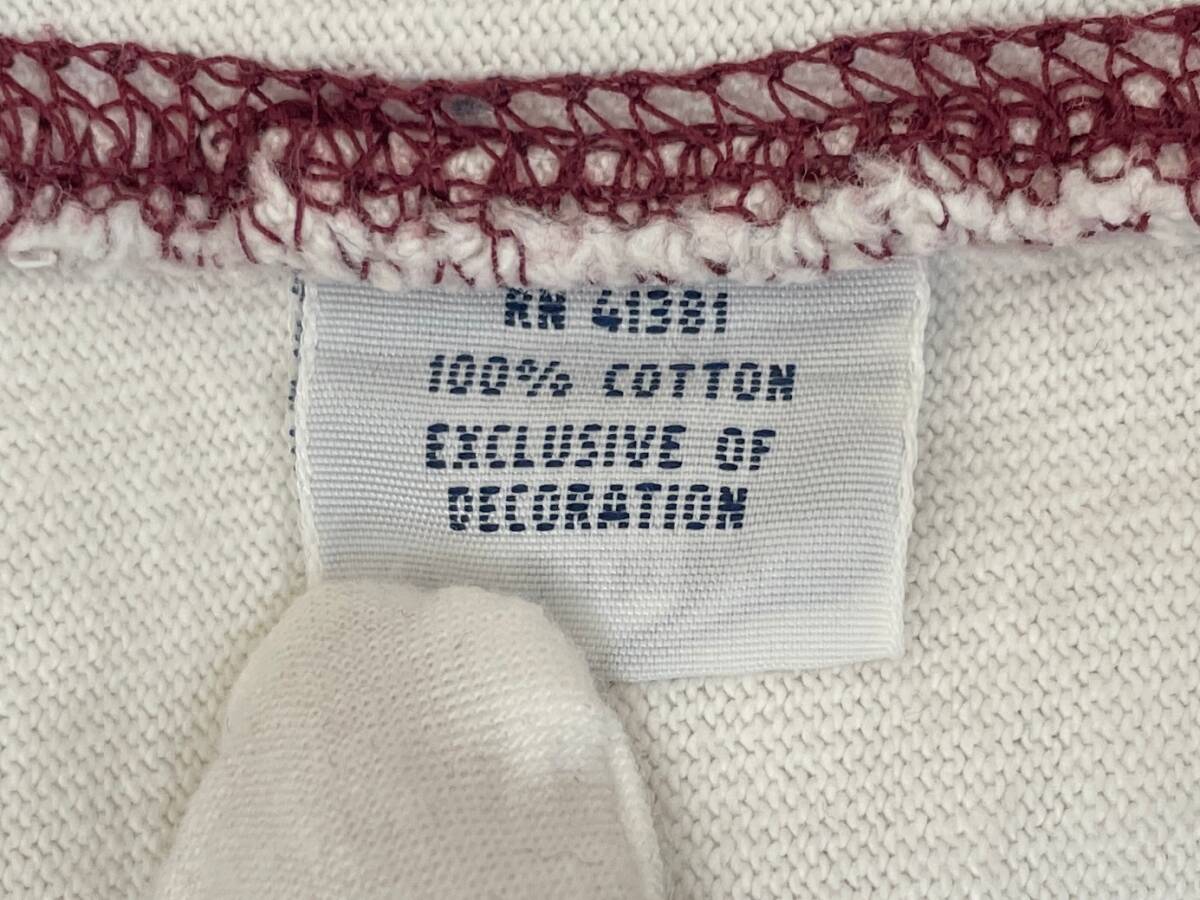 RN 41381
100% COTTON
EXCLUSIVE OF
DECORATION